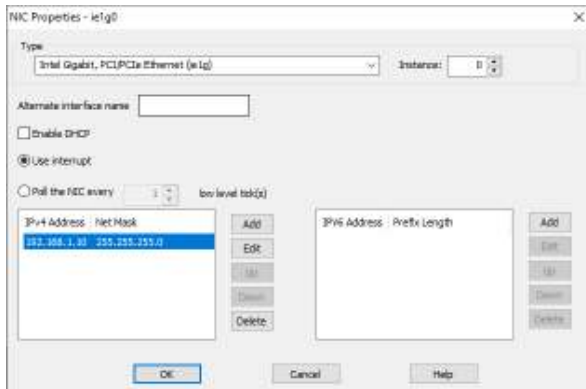 NIC Properties - ie1g0
Type
Intel Gigabit, PCI/PCIe Ethernet (ie1g)
Instance: 0
Alternate interface name
Enable DHCP
Use interrupt
Poll the NIC every 1 low level tick(s)
IPv4 Address Net Mask
192.168.1.10 255.255.255.0
Add
Edit
Up
Down
Delete
IPV6 Address Prefix Length
Add
Edit
Up
Down
Delete
OK Cancel Help